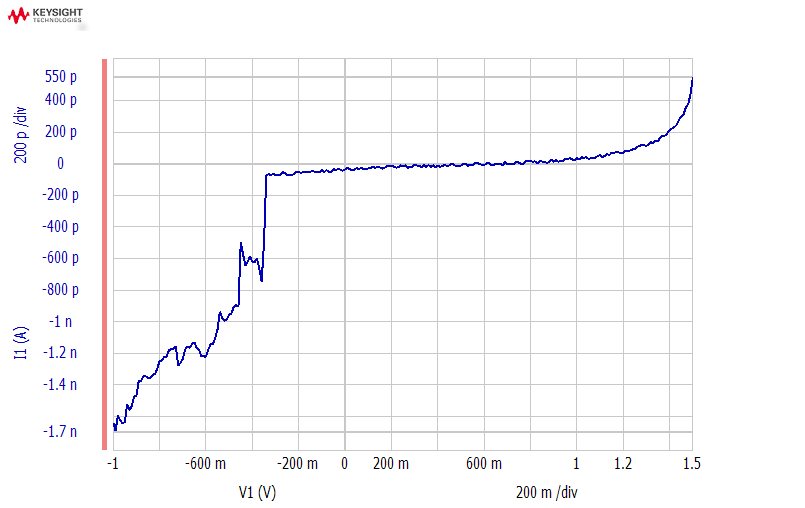 KEYSIGHT
TECHNOLOGIES
550 p
400 p
200 p /div
200 p
0
-200 p
-400 p
-600 p
-800 p
-1 n
I1 (A)
-1.2 n
-1.4 n
-1.7 n
-1 -600 m -200 m 0 200 m 600 m 1 1.2 1.5
V1 (V) 200 m /div